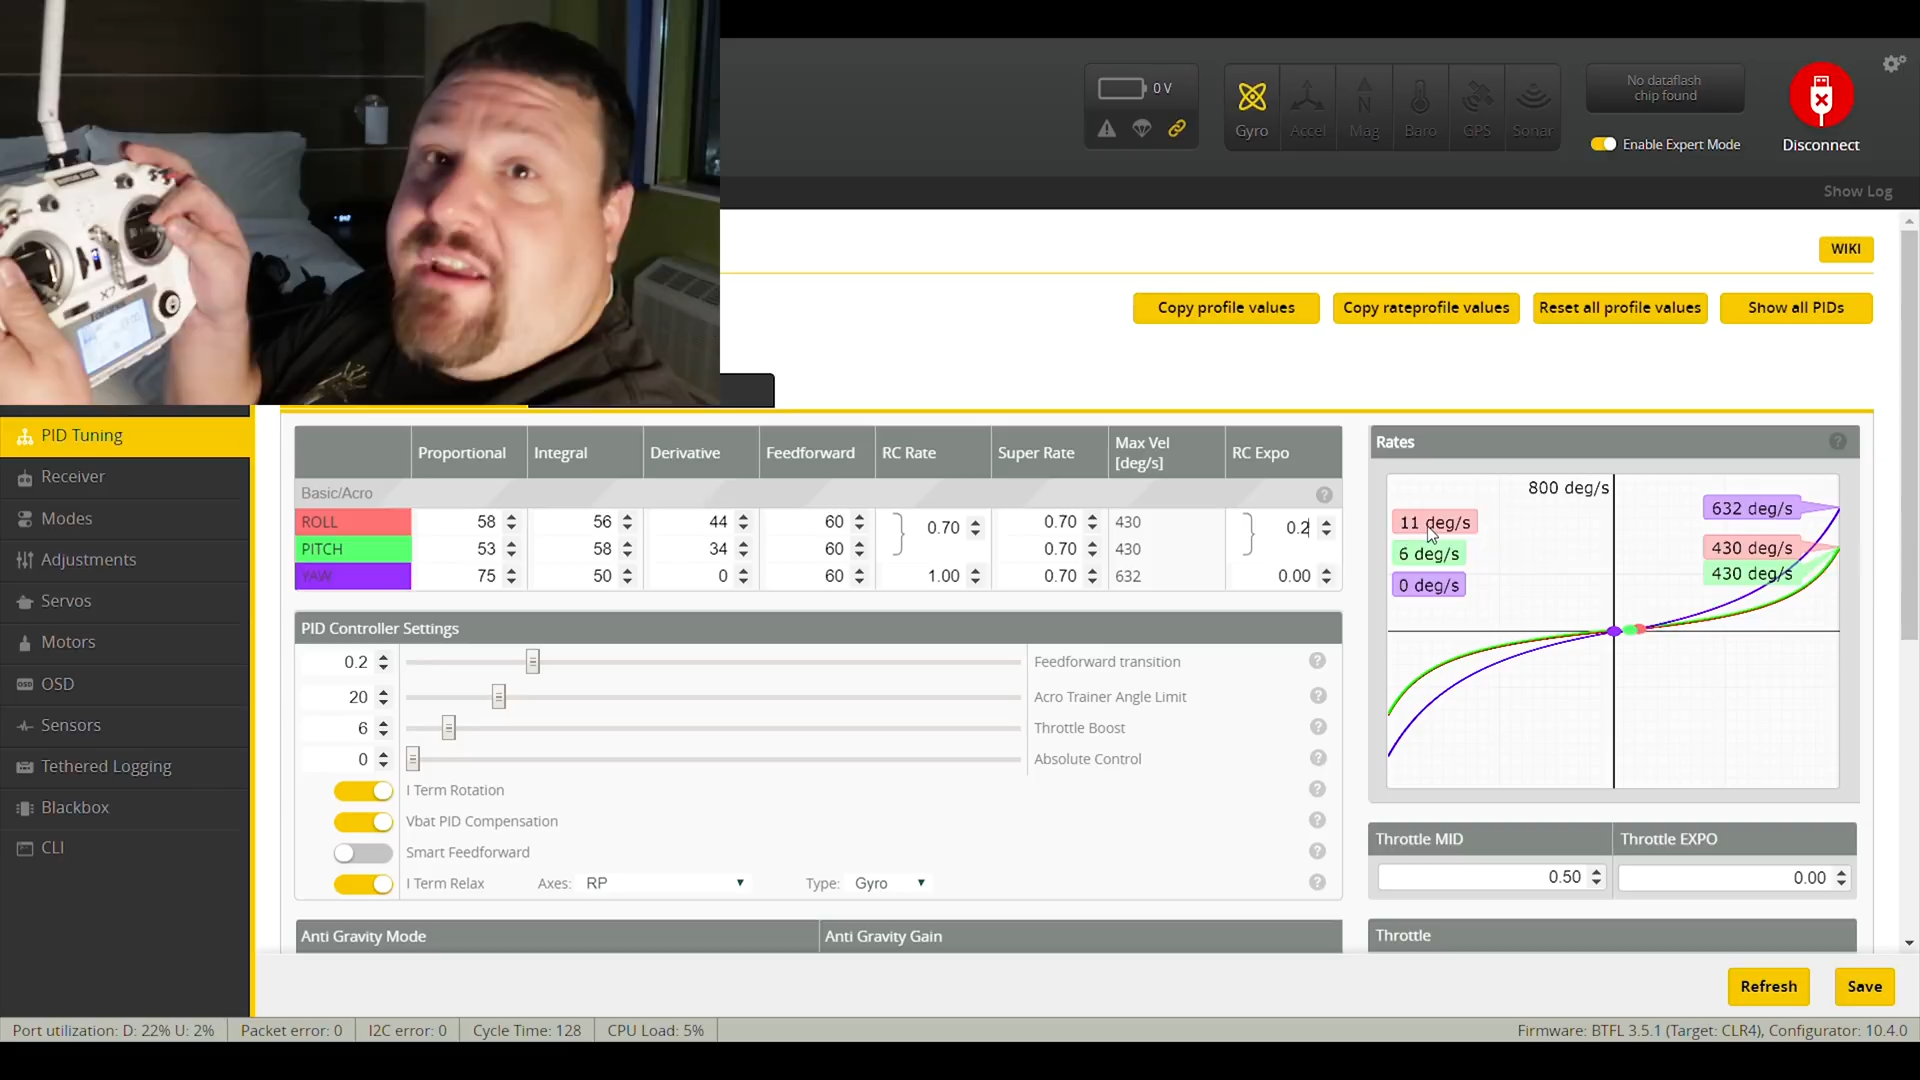 0 V
Gyro
Accel
Mag
Baro
GPS
Sonar
No dataflash
chip found
Enable Expert Mode
Disconnect
Show Log
WIKI
Copy profile values
Copy rateprofile values
Reset all profile values
Show all PIDs
X7
Taranis
PID Tuning
Receiver
Modes
Adjustments
Servos
Motors
OSD
Sensors
Tethered Logging
Blackbox
CLI
Proportional Integral Derivative Feedforward RC Rate Super Rate Max Vel [deg/s] RC Expo
Basic/Acro
ROLL 58 56 44 60 0.70 0.70 430 0.2
PITCH 53 58 34 60 0.70 430
YAW 75 50 0 60 1.00 0.70 632 0.00
PID Controller Settings
0.2 Feedforward transition
20 Acro Trainer Angle Limit
6 Throttle Boost
0 Absolute Control
I Term Rotation
Vbat PID Compensation
Smart Feedforward
I Term Relax Axes: RP Type: Gyro
Anti Gravity Mode Anti Gravity Gain
Rates
800 deg/s
11 deg/s
6 deg/s
0 deg/s
632 deg/s
430 deg/s
430 deg/s
Throttle MID Throttle EXPO
0.50 0.00
Throttle
Refresh Save
Port utilization: D: 22% U: 2% Packet error: 0 I2C error: 0 Cycle Time: 128 CPU Load: 5% Firmware: BTFL 3.5.1 (Target: CLR4), Configurator: 10.4.0